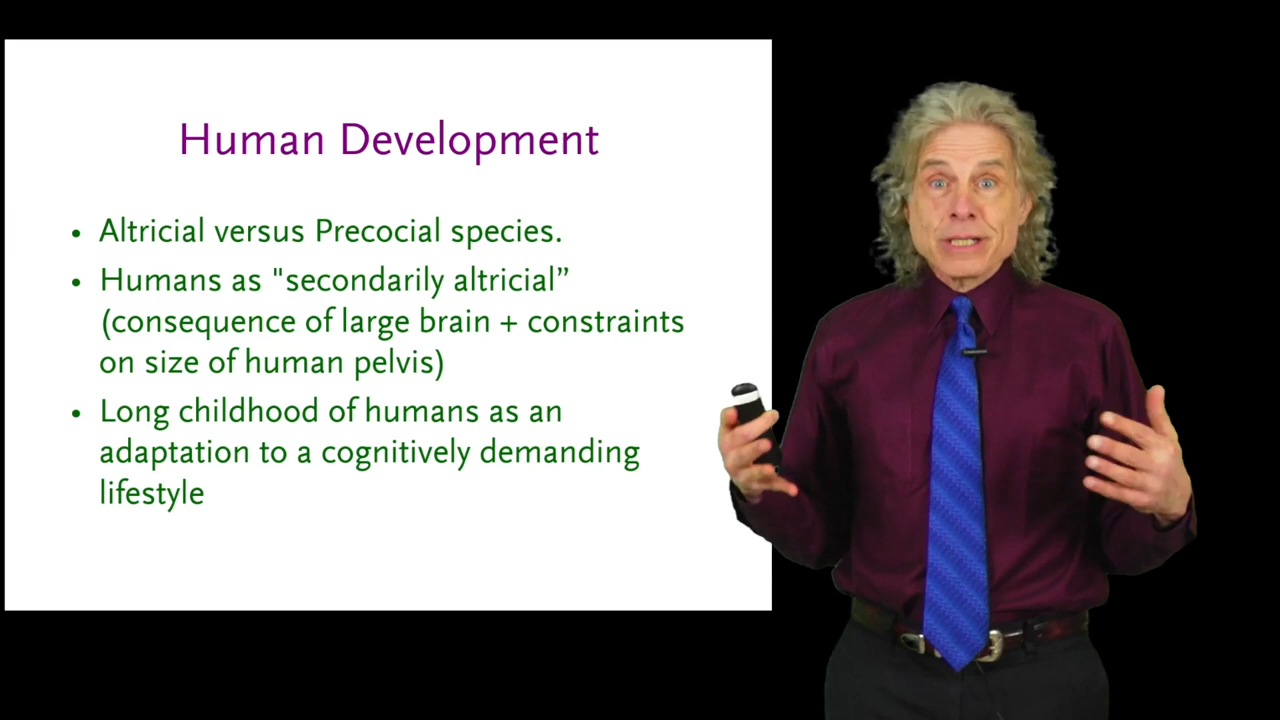 Human Development
• Altricial versus Precocial species.
• Humans as "secondarily altricial”
(consequence of large brain + constraints
on size of human pelvis)
• Long childhood of humans as an
adaptation to a cognitively demanding
lifestyle